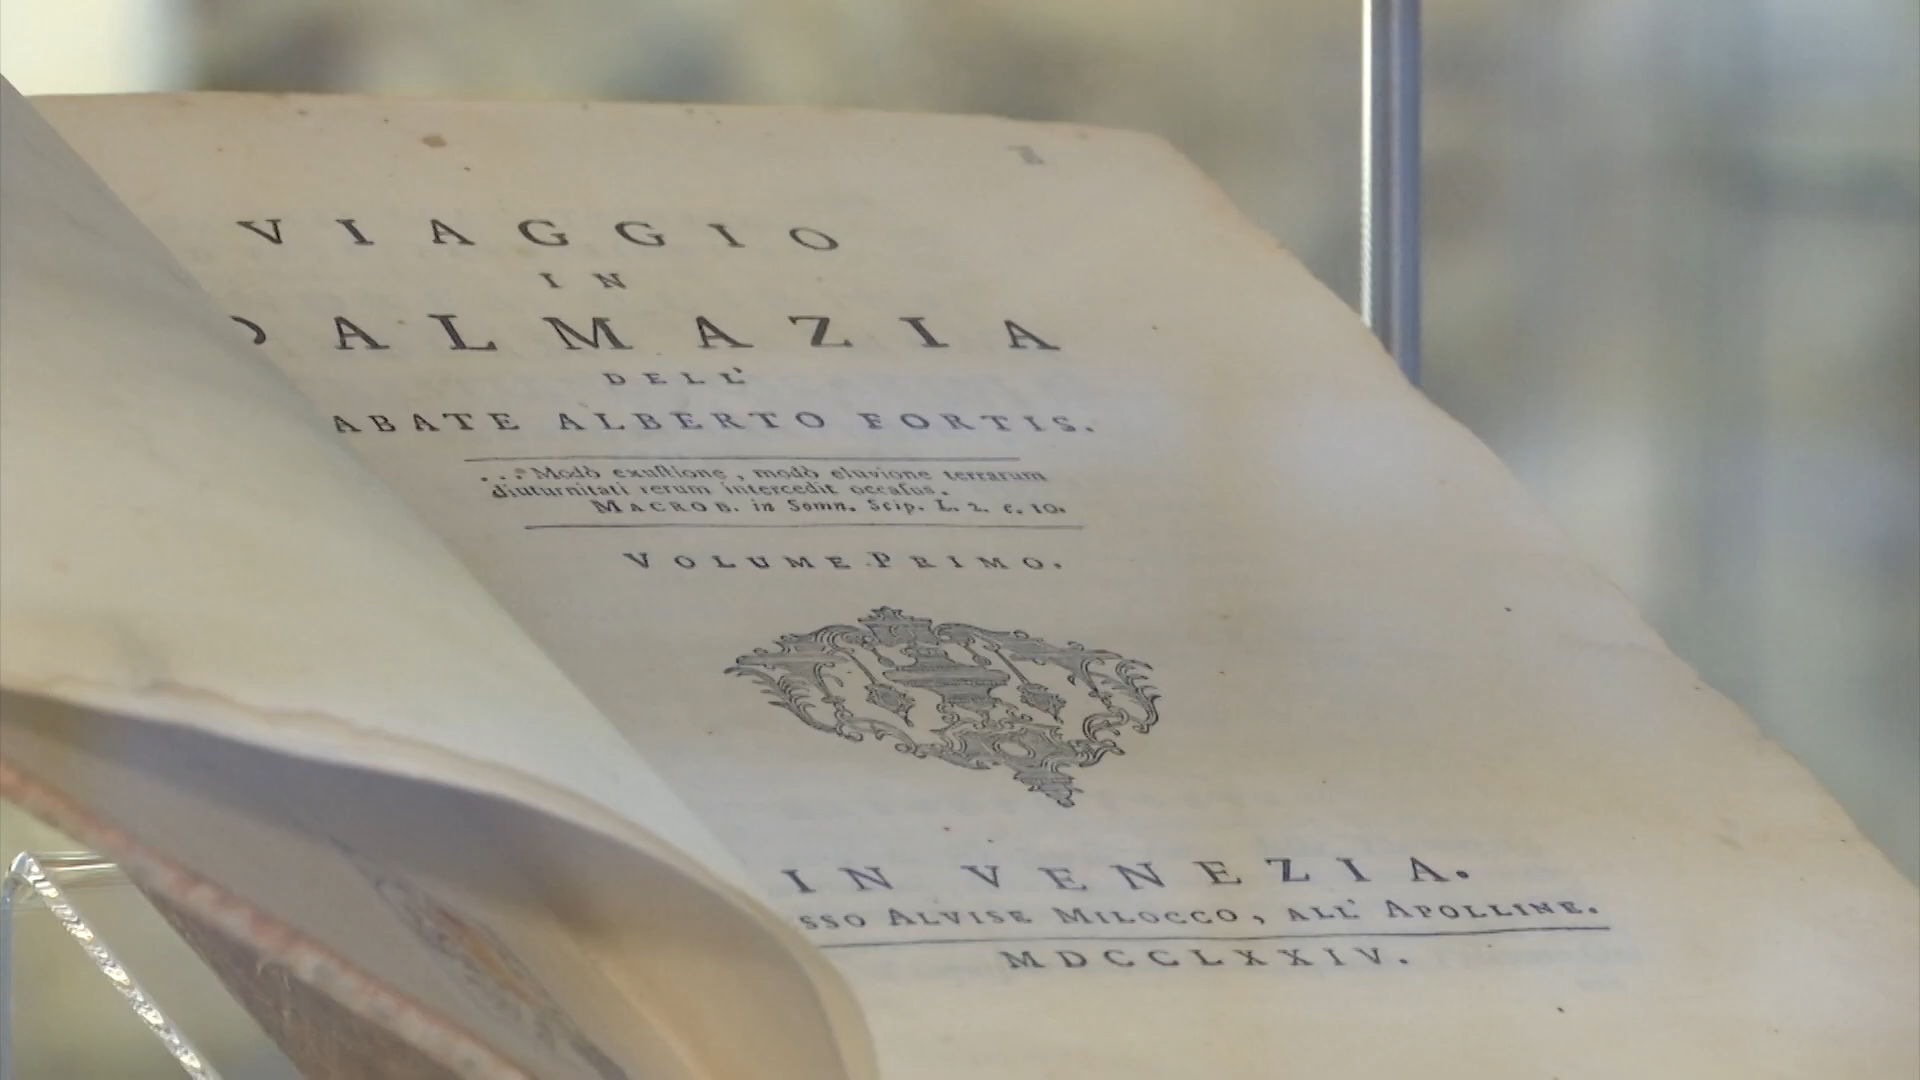 VIAGGIO
IN
DALMAZIA
DELL'
ABATE ALBERTO FORTIS.
...Modò exuſtione, modò eluvione terrarum
diuturnitati rerum intercedit occaſus.
MACROB. in Somn. Scip. L. 2. c. 10.
VOLUME PRIMO.
IN VENEZIA.
SSO ALVISE MILOCCO, ALL' APOLLINE.
MDCCLXXIV.